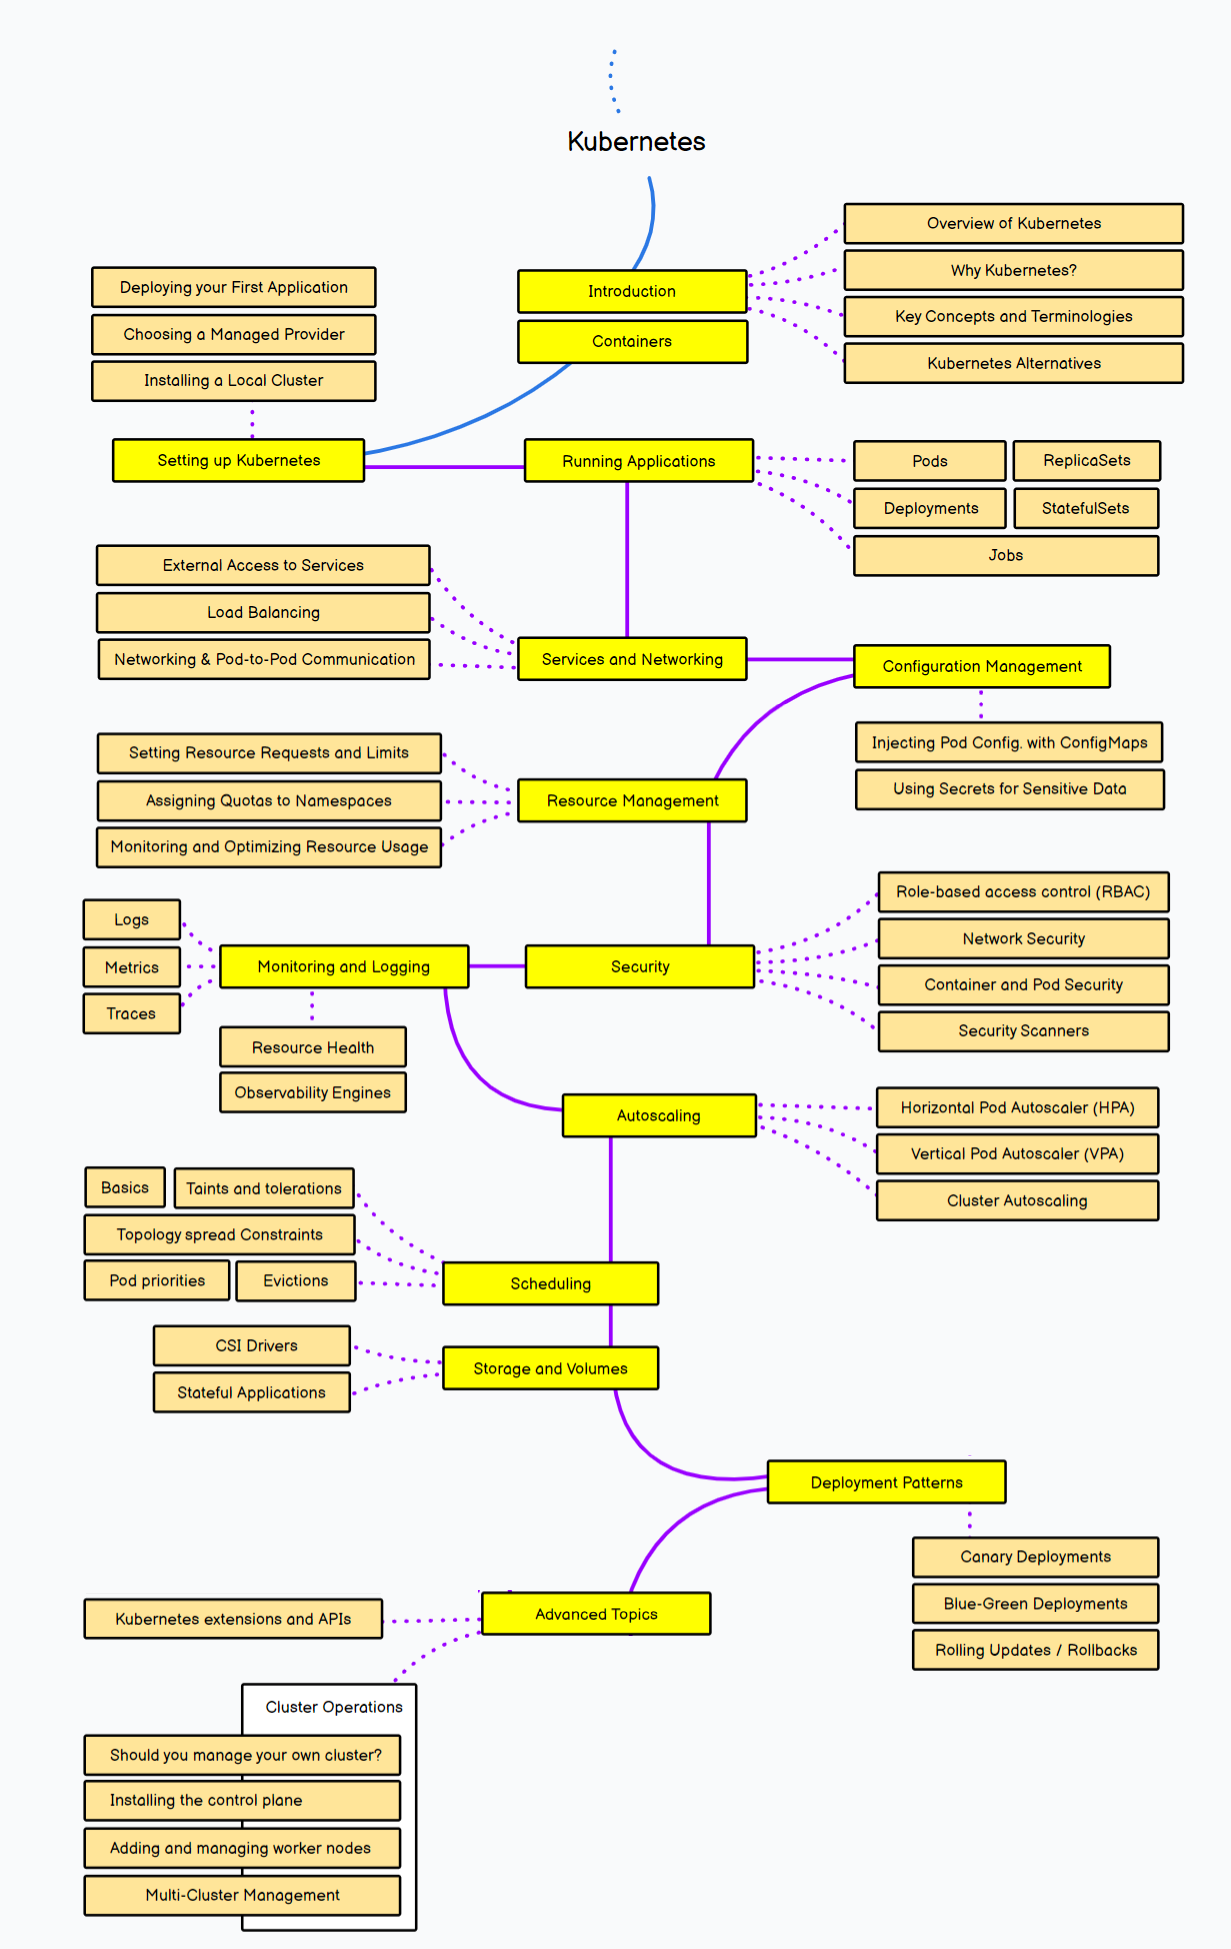 Kubernetes
Introduction
Overview of Kubernetes
Why Kubernetes?
Key Concepts and Terminologies
Kubernetes Alternatives
Containers
Deploying your First Application
Choosing a Managed Provider
Installing a Local Cluster
Setting up Kubernetes
Running Applications
Pods
ReplicaSets
Deployments
StatefulSets
Jobs
External Access to Services
Load Balancing
Networking & Pod-to-Pod Communication
Services and Networking
Configuration Management
Injecting Pod Config. with ConfigMaps
Using Secrets for Sensitive Data
Setting Resource Requests and Limits
Assigning Quotas to Namespaces
Monitoring and Optimizing Resource Usage
Resource Management
Role-based access control (RBAC)
Network Security
Container and Pod Security
Security Scanners
Security
Monitoring and Logging
Logs
Metrics
Traces
Resource Health
Observability Engines
Autoscaling
Horizontal Pod Autoscaler (HPA)
Vertical Pod Autoscaler (VPA)
Cluster Autoscaling
Basics
Taints and tolerations
Topology spread Constraints
Pod priorities
Evictions
Scheduling
CSI Drivers
Stateful Applications
Storage and Volumes
Deployment Patterns
Canary Deployments
Blue-Green Deployments
Rolling Updates / Rollbacks
Advanced Topics
Kubernetes extensions and APIs
Cluster Operations
Should you manage your own cluster?
Installing the control plane
Adding and managing worker nodes
Multi-Cluster Management